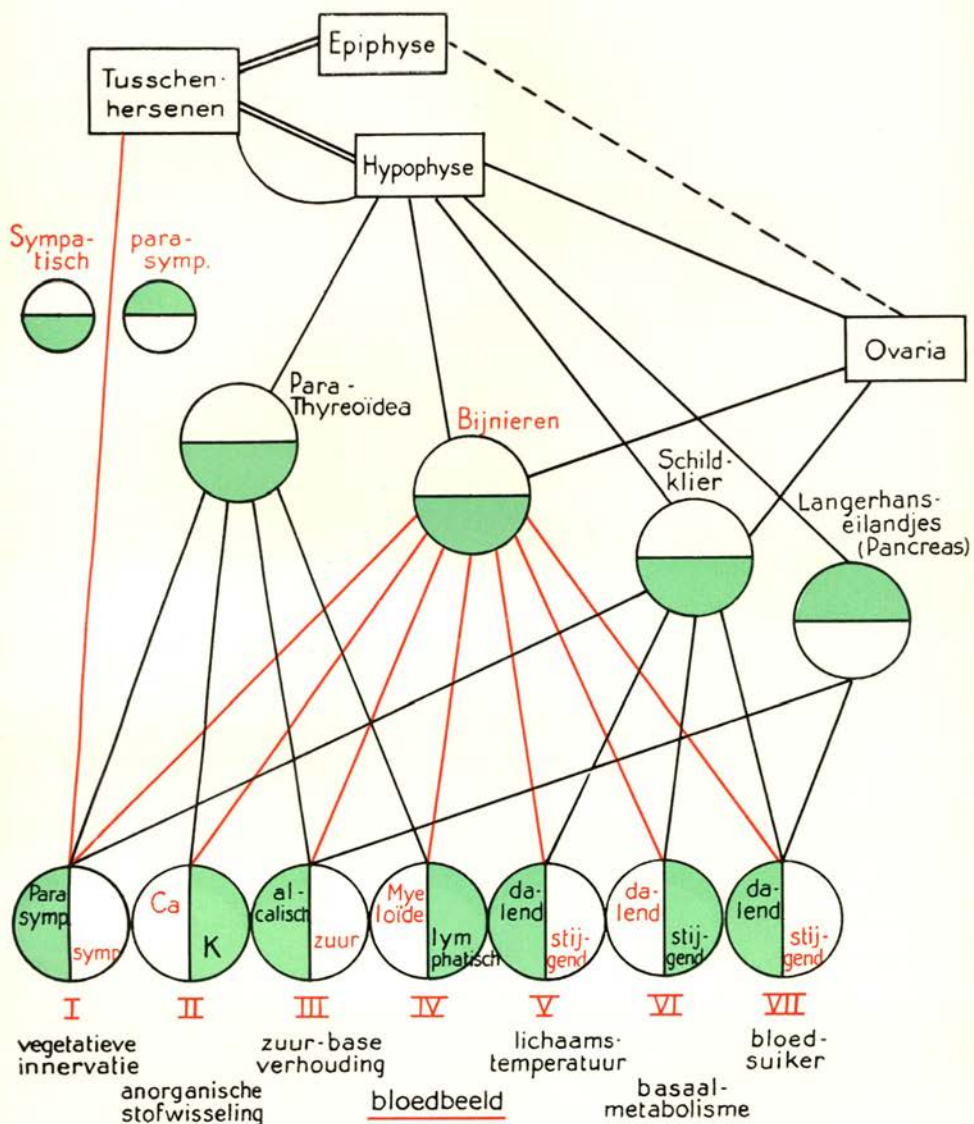 Epiphyse
Tusschen-
hersenen
Hypophyse
Sympa-
tisch
para-
symp.
Ovaria
Para-
Thyreoïdea
Bijnieren
Schild-
klier
Langerhans-
eilandjes
(Pancreas)
Para
symp.
symp.
Ca
K
al-
calisch
zuur
Mye
loïde
lym
phatisch
da-
lend
stij-
gend
da-
lend
stij-
gend
da-
lend
stij-
gend
I
II
III
IV
V
VI
VII
vegetatieve
innervatie
anorganische
stofwisseling
zuur-base
verhouding
bloedbeeld
lichaams-
temperatuur
basaal-
metabolisme
bloed-
suiker